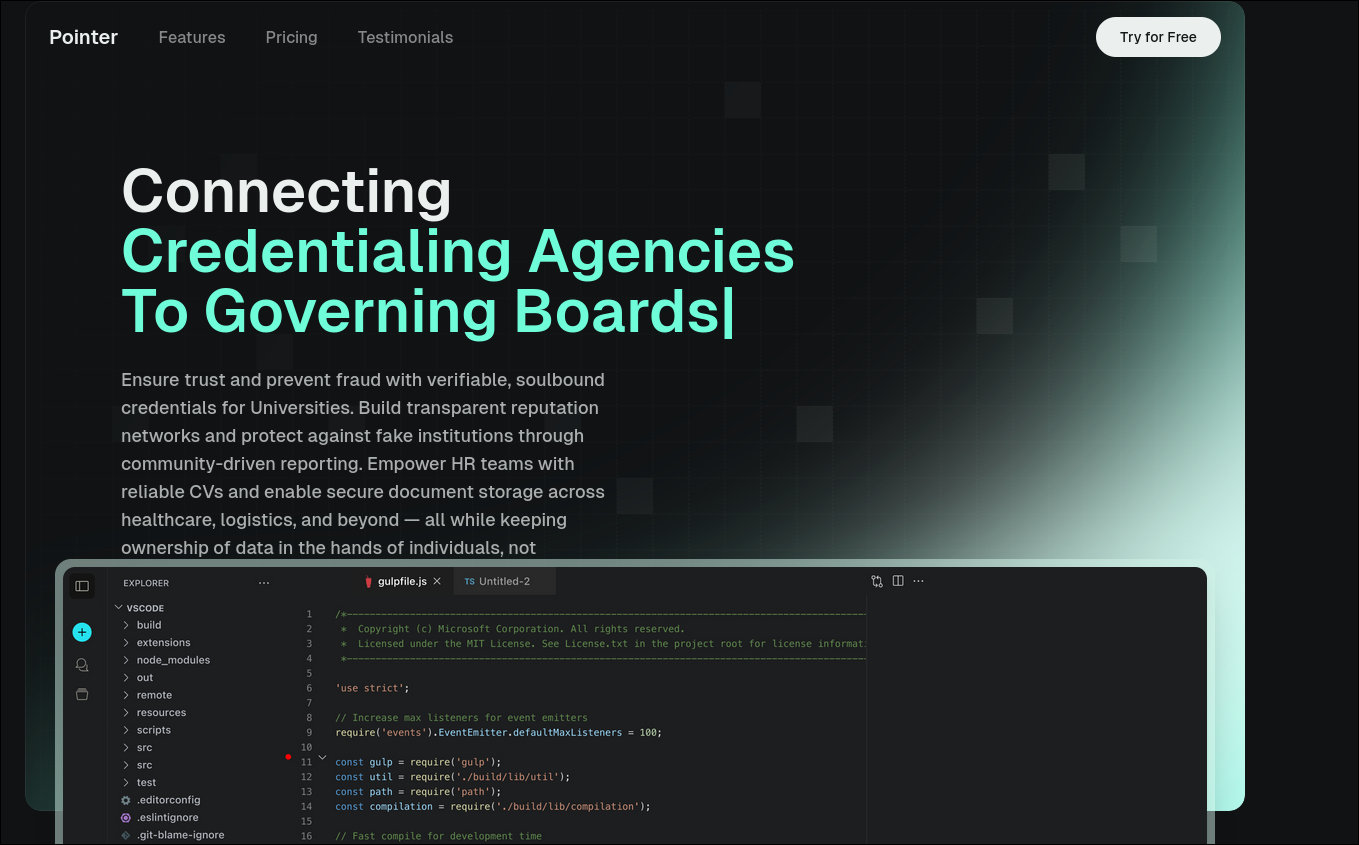 Pointer
Features
Pricing
Testimonials
Try for Free
Connecting
Credentialing Agencies
To Governing Boards|
Ensure trust and prevent fraud with verifiable, soulbound
credentials for Universities. Build transparent reputation
networks and protect against fake institutions through
community-driven reporting. Empower HR teams with
reliable CVs and enable secure document storage across
healthcare, logistics, and beyond — all while keeping
ownership of data in the hands of individuals, not
EXPLORER
VSCODE
build
extensions
node_modules
out
remote
resources
scripts
src
src
test
.editorconfig
.eslintignore
.git-blame-ignore
gulpfile.js
TS Untitled-2
1 /*---------------------------------------------------------------------------------------------
2 *  Copyright (c) Microsoft Corporation. All rights reserved.
3 *  Licensed under the MIT License. See License.txt in the project root for license informati
4 *--------------------------------------------------------------------------------------------
5
6 'use strict';
7
8 // Increase max listeners for event emitters
9 require('events').EventEmitter.defaultMaxListeners = 100;
10
11 const gulp = require('gulp');
12 const util = require('./build/lib/util');
13 const path = require('path');
14 const compilation = require('./build/lib/compilation');
15
16 // Fast compile for development time